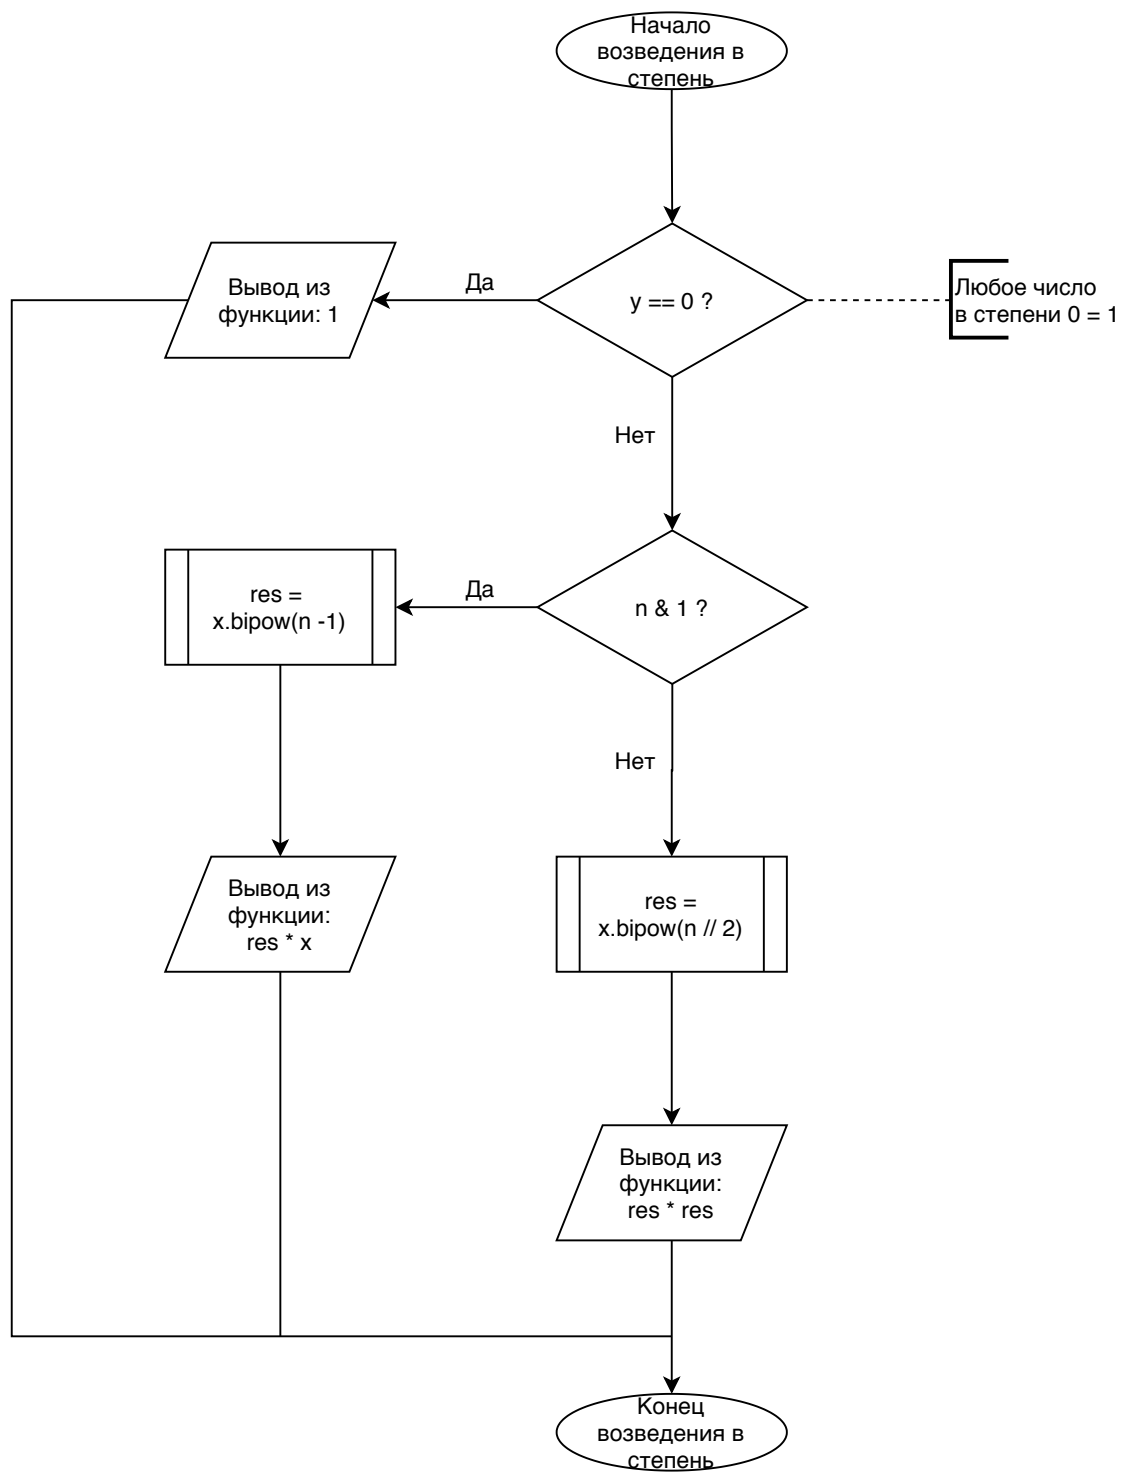 Начало
возведения в
степень
Вывод из
функции: 1
Да
y == 0 ?
Любое число
в степени 0 = 1
Нет
res =
x.bipow(n -1)
Да
n & 1 ?
Нет
Вывод из
функции:
res * x
res =
x.bipow(n // 2)
Вывод из
функции:
res * res
Конец
возведения в
степень